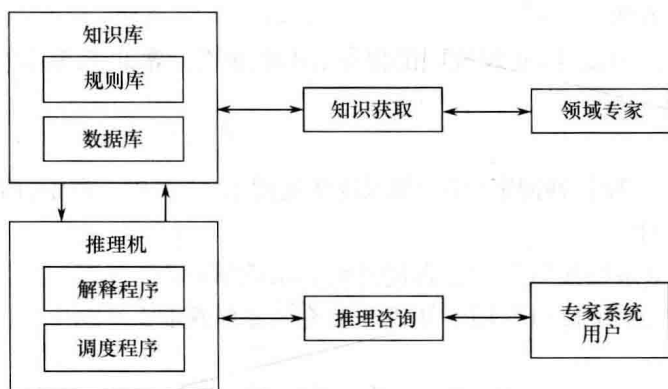 知识库
规则库
数据库
知识获取
领域专家
推理机
解释程序
调度程序
推理咨询
专家系统
用户